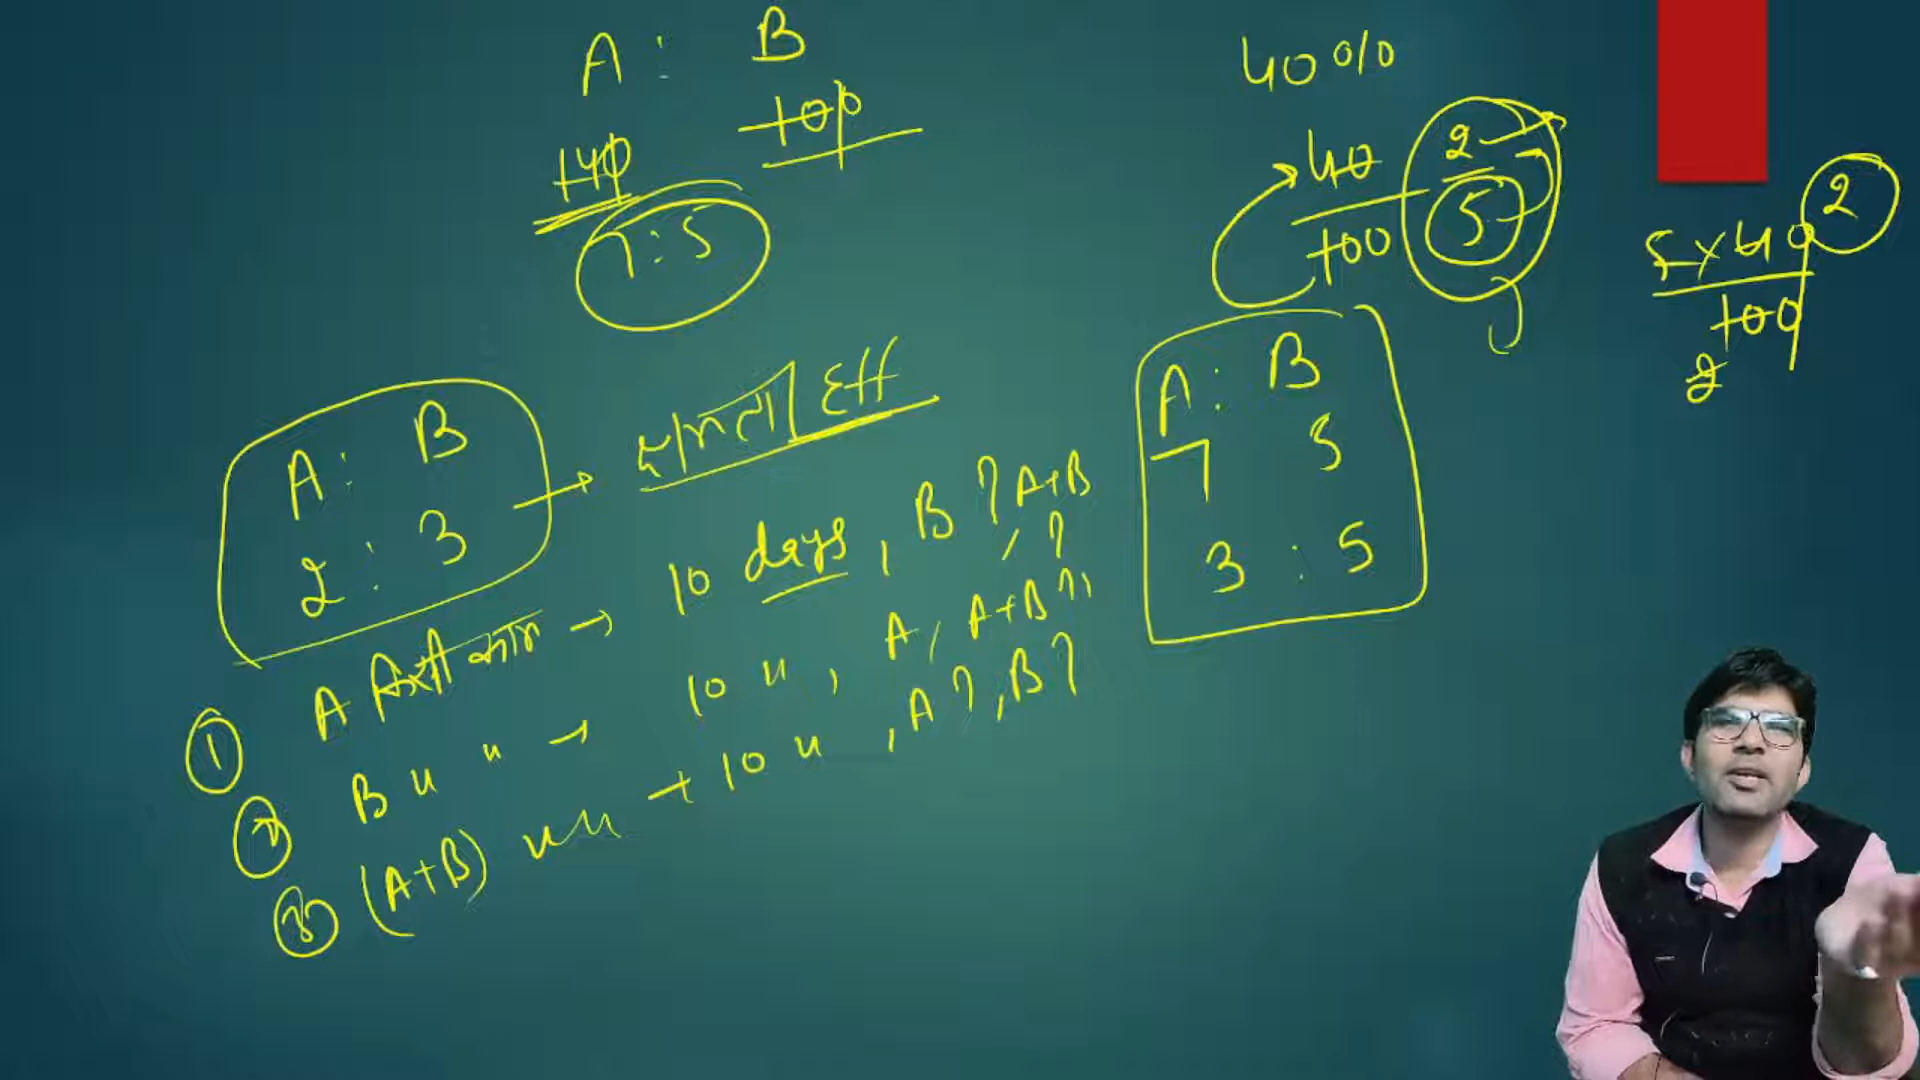 A : B
140 100
7 : 5
40%
40/100 2/5
5 x 40/100 2
2
A : B
2 : 3
क्षमता / Eff
A : B
7 5
3 : 5
① A → 10 days, B ? A+B, ?
② B " " → 10 ", A, A+B ?
③ (A+B) " " → 10 ", A ?, B ?